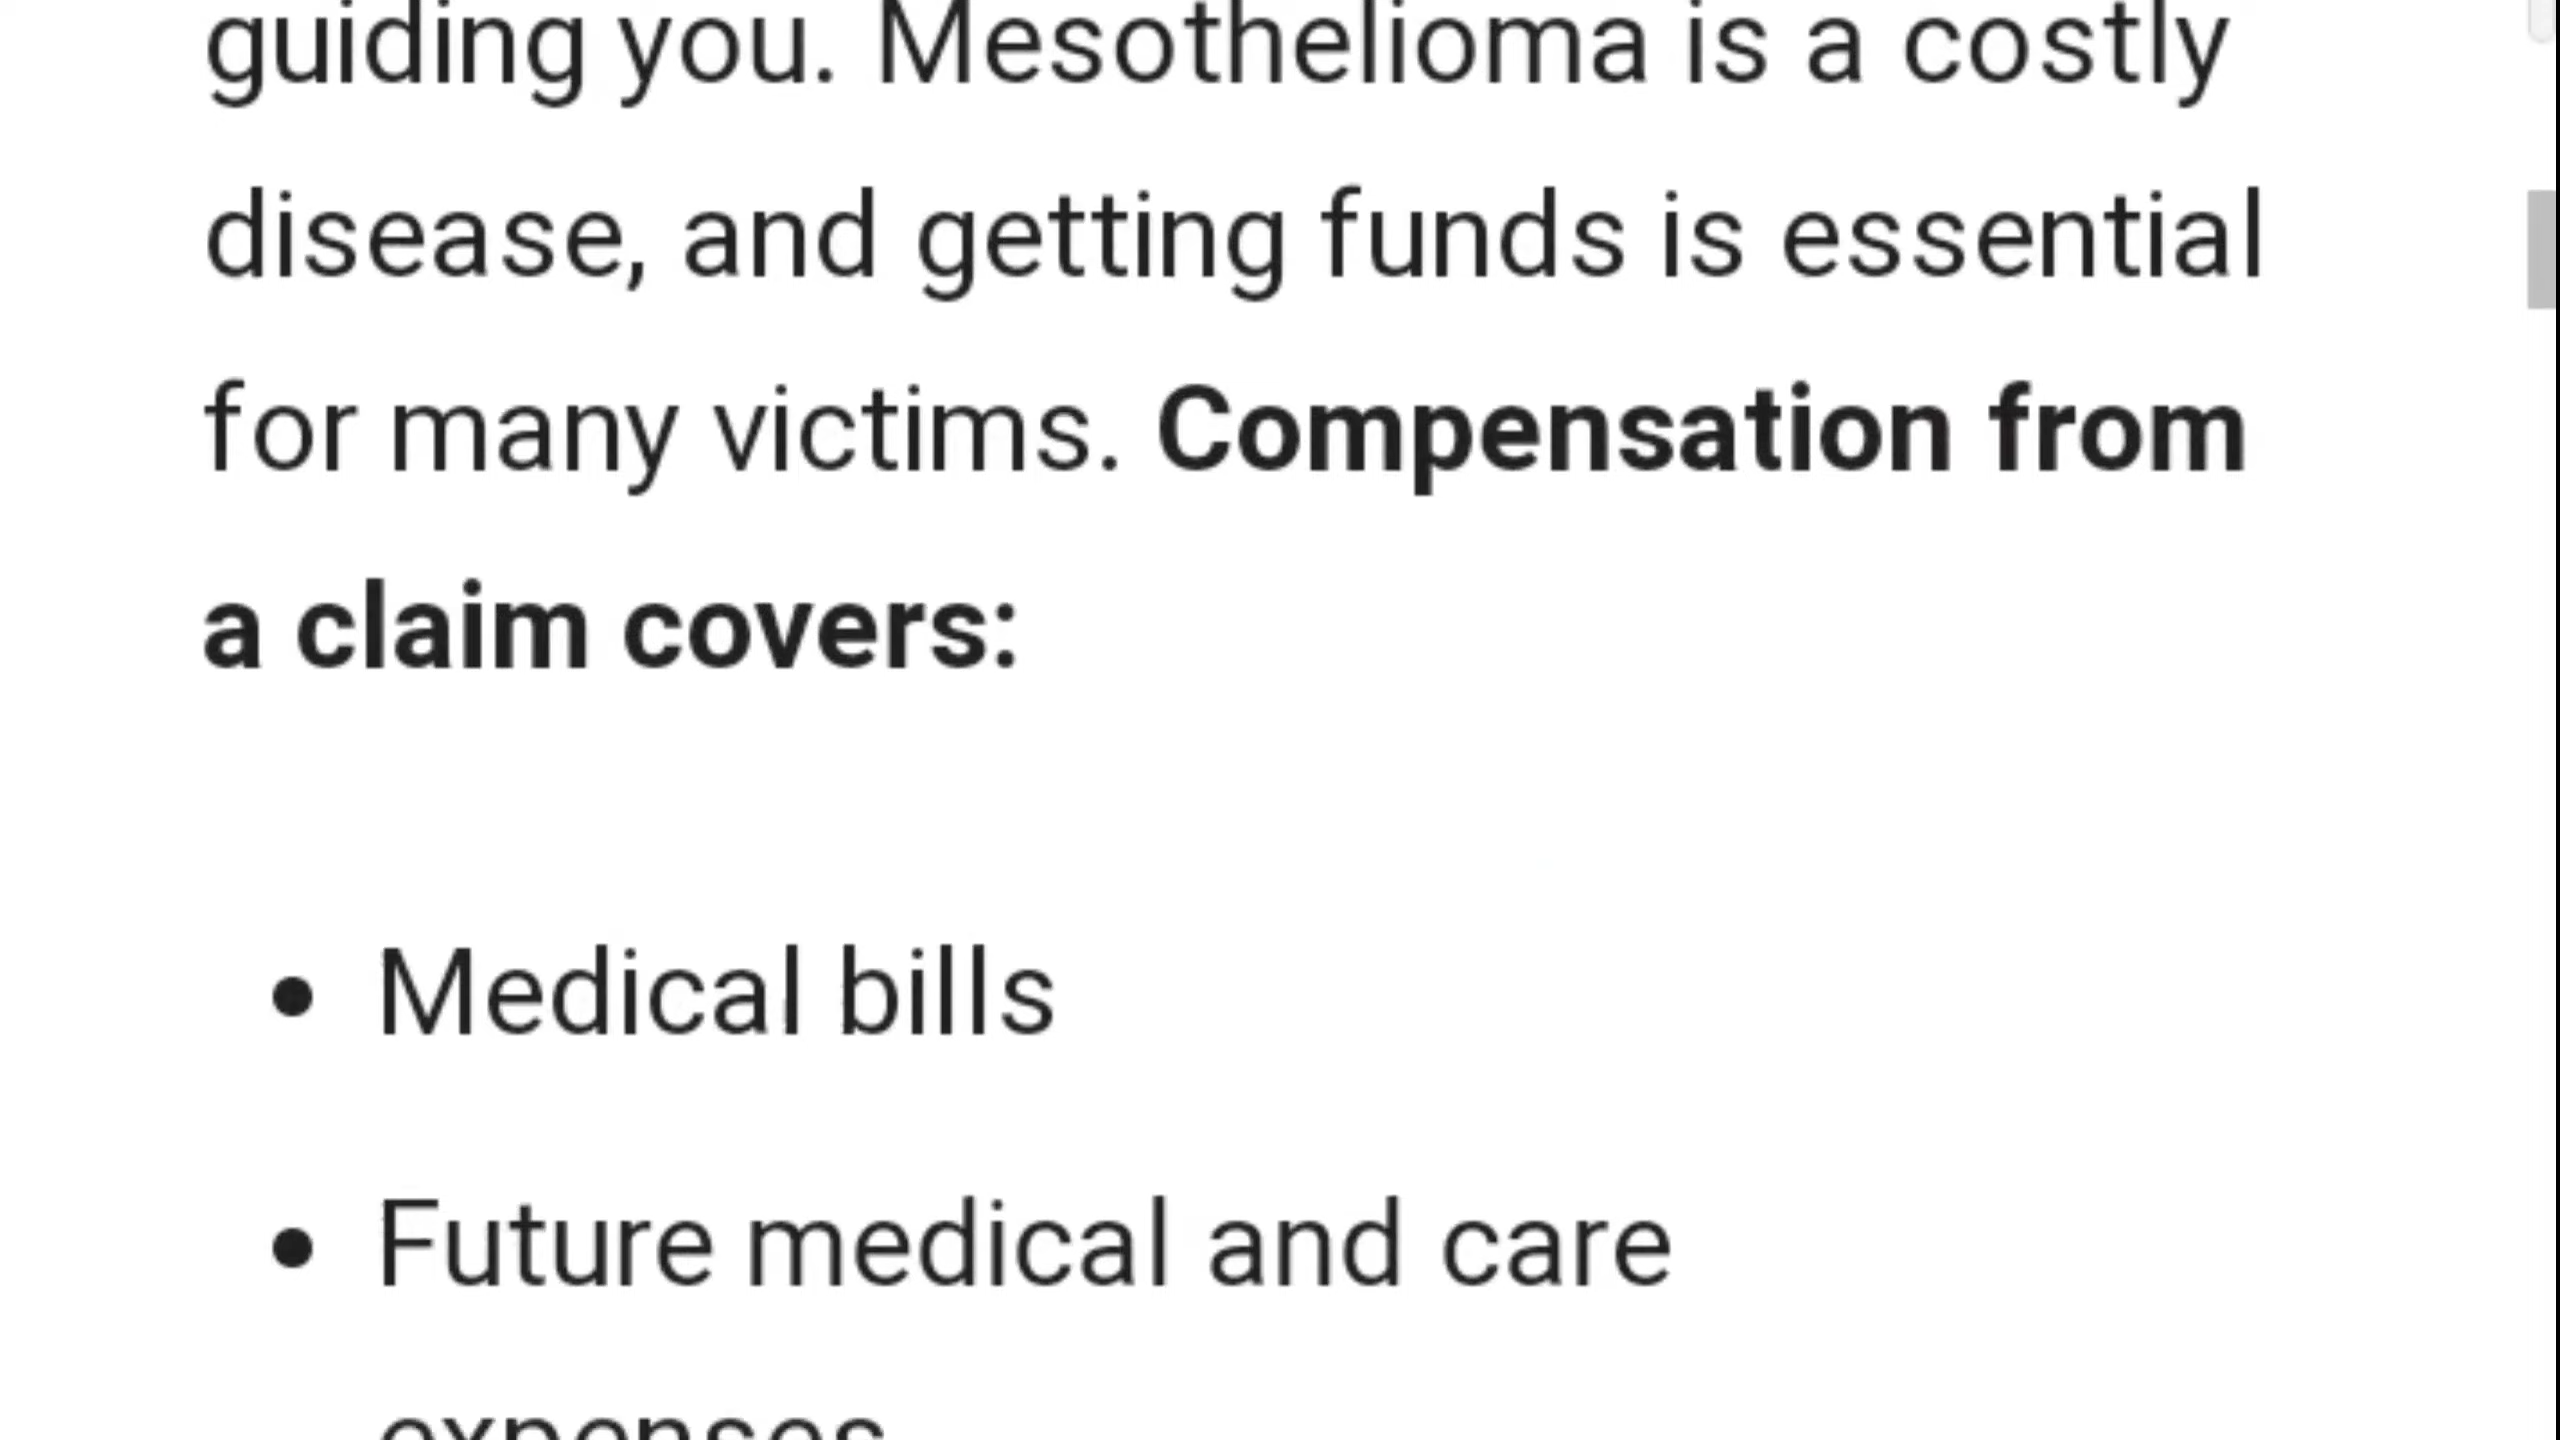 guiding you. Mesothelioma is a costly
disease, and getting funds is essential
for many victims. Compensation from
a claim covers:
• Medical bills
• Future medical and care
expenses